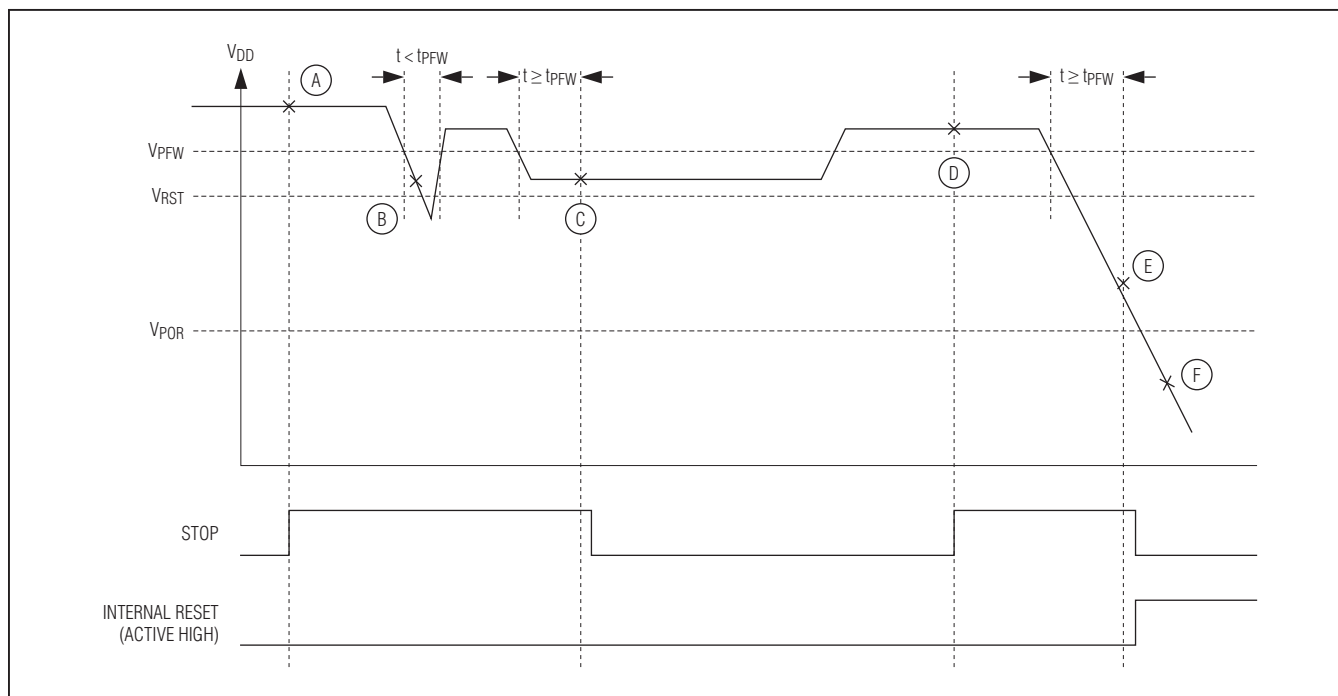 VDD
A
t < tPFW
t ≥ tPFW
t ≥ tPFW
VPFW
D
VRST
B
C
E
VPOR
F
STOP
INTERNAL RESET
(ACTIVE HIGH)